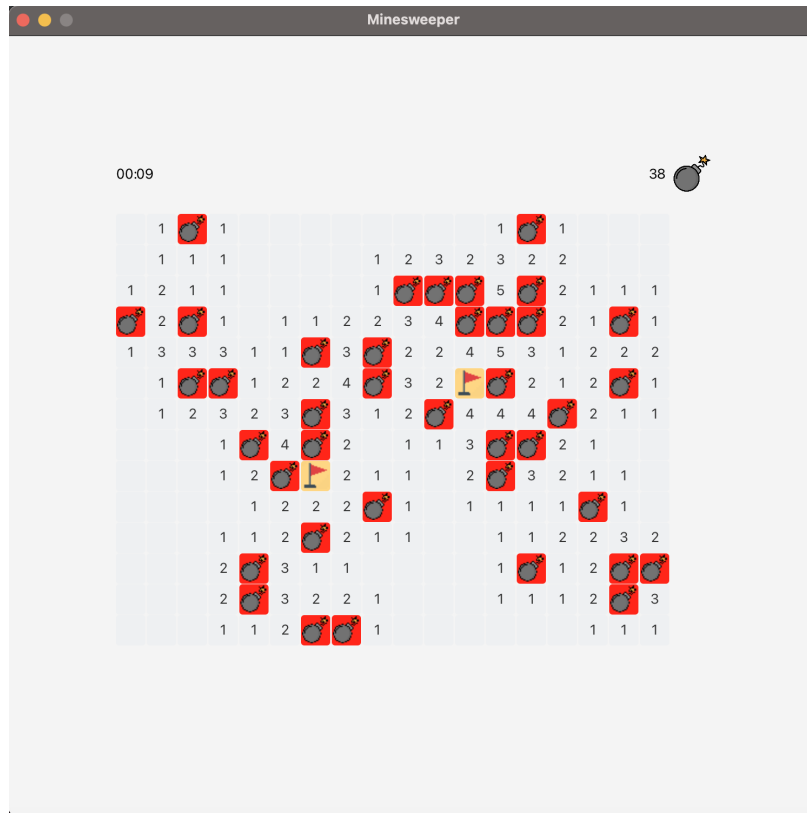 Minesweeper
00:09 38
1 1 1 1
1 1 1 1 2 3 2 3 2 2
1 2 1 1 1 5 2 1 1 1
2 1 1 1 2 2 3 4 2 1 1
1 3 3 3 1 1 3 2 2 4 5 3 1 2 2 2
1 1 2 2 4 3 2 2 1 2 1
1 2 3 2 3 3 1 2 4 4 4 2 1 1
1 4 2 1 1 3 2 1
1 2 2 1 1 2 3 2 1 1
1 2 2 2 1 1 1 1 1 1
1 1 2 2 1 1 1 1 2 2 3 2
2 3 1 1 1 1 2
2 3 2 2 1 1 1 1 2 3
1 1 2 1 1 1 1